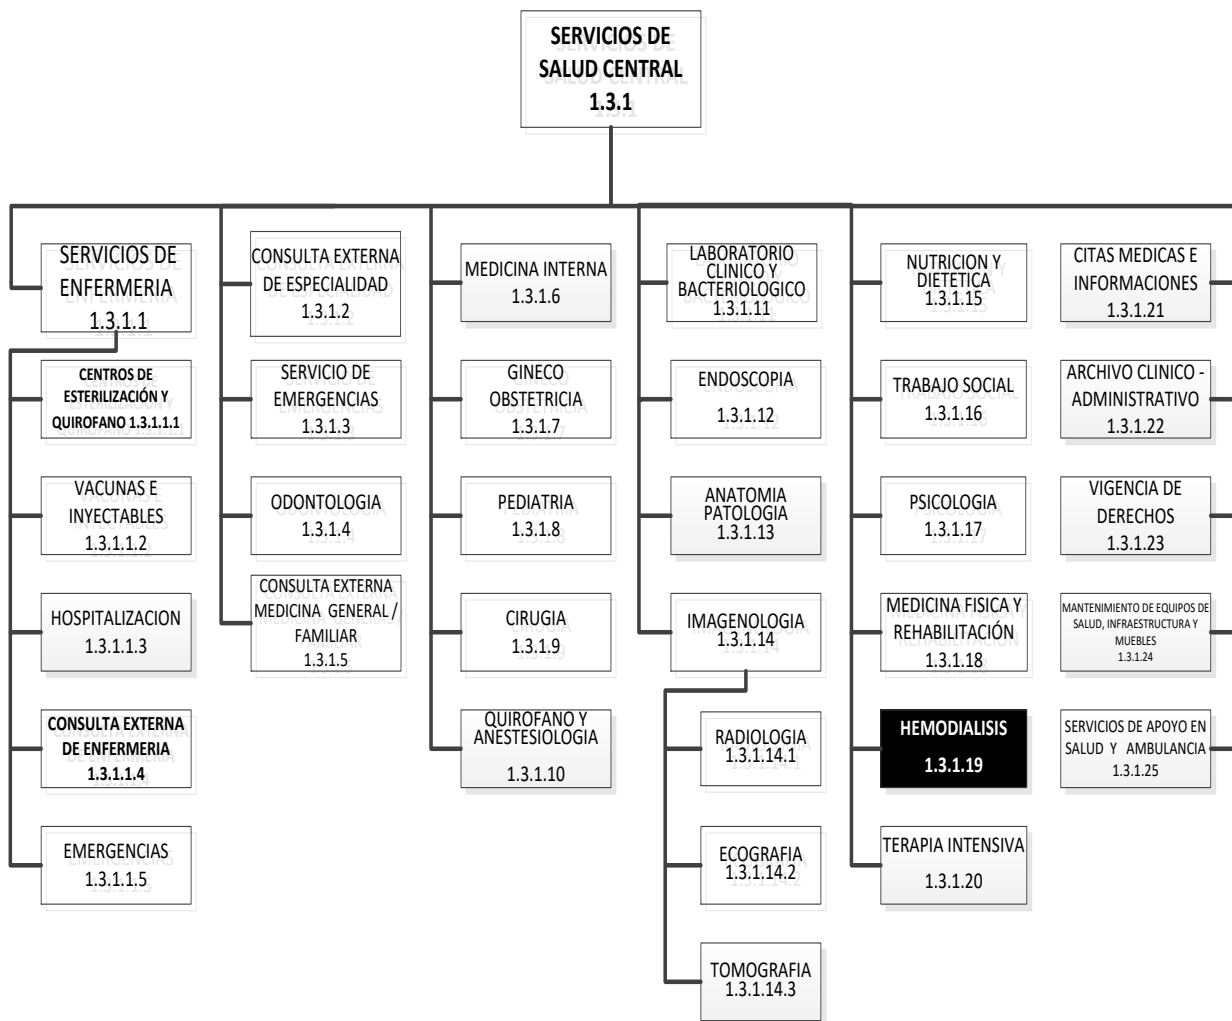 SERVICIOS DE
SALUD CENTRAL
1.3.1
SERVICIOS DE
ENFERMERIA
1.3.1.1
CENTROS DE
ESTERILIZACIÓN Y
QUIROFANO 1.3.1.1.1
VACUNAS E
INYECTABLES
1.3.1.1.2
HOSPITALIZACION
1.3.1.1.3
CONSULTA EXTERNA
DE ENFERMERIA
1.3.1.1.4
EMERGENCIAS
1.3.1.1.5
CONSULTA EXTERNA
DE ESPECIALIDAD
1.3.1.2
SERVICIO DE
EMERGENCIAS
1.3.1.3
ODONTOLOGIA
1.3.1.4
CONSULTA EXTERNA
MEDICINA GENERAL /
FAMILIAR
1.3.1.5
MEDICINA INTERNA
1.3.1.6
GINECO
OBSTETRICIA
1.3.1.7
PEDIATRIA
1.3.1.8
CIRUGIA
1.3.1.9
QUIROFANO Y
ANESTESIOLOGIA
1.3.1.10
LABORATORIO
CLINICO Y
BACTERIOLOGICO
1.3.1.11
ENDOSCOPIA
1.3.1.12
ANATOMIA
PATOLOGIA
1.3.1.13
IMAGENOLOGIA
1.3.1.14
RADIOLOGIA
1.3.1.14.1
ECOGRAFIA
1.3.1.14.2
TOMOGRAFIA
1.3.1.14.3
NUTRICION Y
DIETETICA
1.3.1.15
TRABAJO SOCIAL
1.3.1.16
PSICOLOGIA
1.3.1.17
MEDICINA FISICA Y
REHABILITACIÓN
1.3.1.18
HEMODIALISIS
1.3.1.19
TERAPIA INTENSIVA
1.3.1.20
CITAS MEDICAS E
INFORMACIONES
1.3.1.21
ARCHIVO CLINICO -
ADMINISTRATIVO
1.3.1.22
VIGENCIA DE
DERECHOS
1.3.1.23
MANTENIMIENTO DE EQUIPOS DE
SALUD, INFRAESTRUCTURA Y
MUEBLES
1.3.1.24
SERVICIOS DE APOYO EN
SALUD Y AMBULANCIA
1.3.1.25